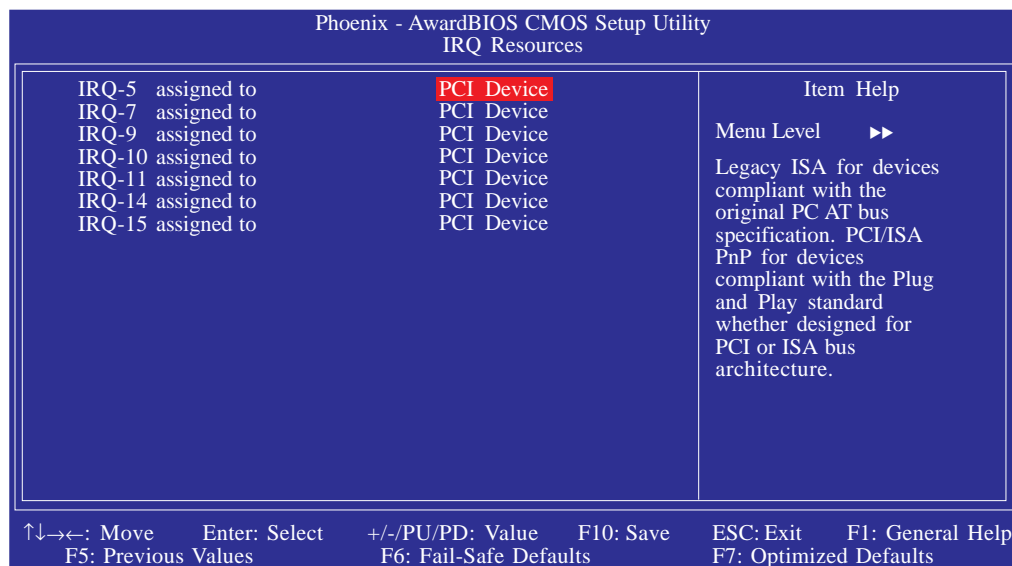 Phoenix - AwardBIOS CMOS Setup Utility
IRQ Resources
IRQ-5 assigned to PCI Device
IRQ-7 assigned to PCI Device
IRQ-9 assigned to PCI Device
IRQ-10 assigned to PCI Device
IRQ-11 assigned to PCI Device
IRQ-14 assigned to PCI Device
IRQ-15 assigned to PCI Device
Item Help
Menu Level ▶▶
Legacy ISA for devices
compliant with the
original PC AT bus
specification. PCI/ISA
PnP for devices
compliant with the Plug
and Play standard
whether designed for
PCI or ISA bus
architecture.
↑↓→←: Move Enter: Select +/-/PU/PD: Value F10: Save ESC: Exit F1: General Help
F5: Previous Values F6: Fail-Safe Defaults F7: Optimized Defaults